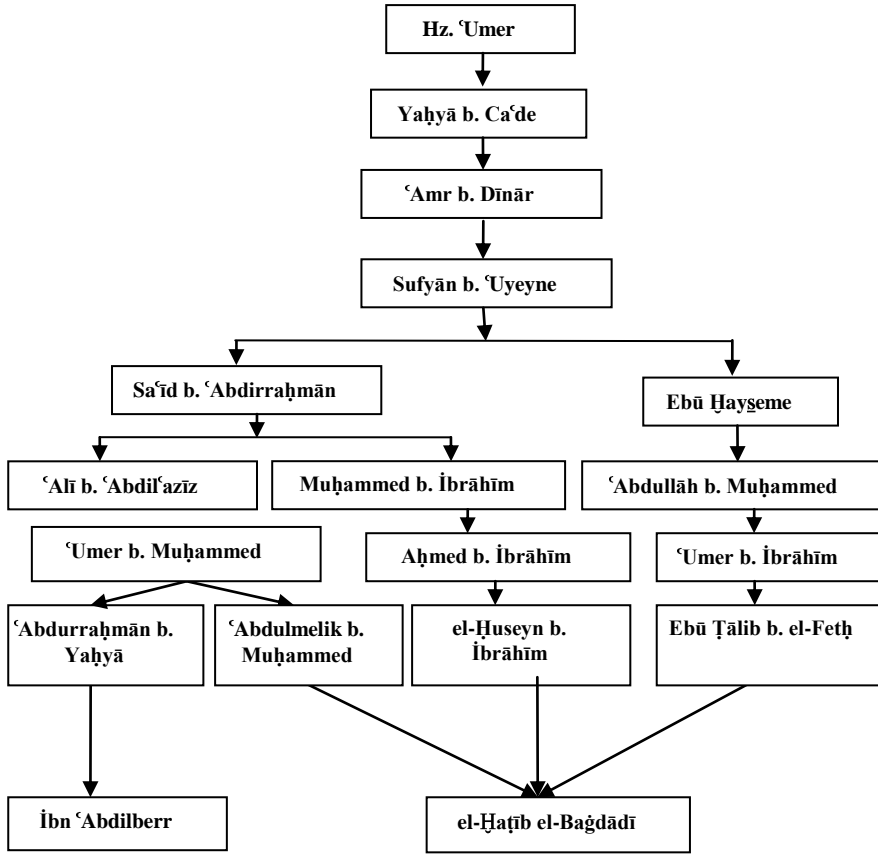 Hz. ʿUmer
Yaḥyā b. Caʿde
ʿAmr b. Dīnār
Sufyān b. ʿUyeyne
Saʿīd b. ʿAbdirraḥmān
Ebū Ḫays̱eme
ʿAlī b. ʿAbdilʿazīz
Muḥammed b. İbrāhīm
ʿAbdullāh b. Muḥammed
ʿUmer b. Muḥammed
Aḥmed b. İbrāhīm
ʿUmer b. İbrāhīm
ʿAbdurraḥmān b.
Yaḥyā
ʿAbdulmelik b.
Muḥammed
el-Ḥuseyn b.
İbrāhīm
Ebū Ṭālib b. el-Fetḥ
İbn ʿAbdilberr
el-Ḫaṭīb el-Baġdādī